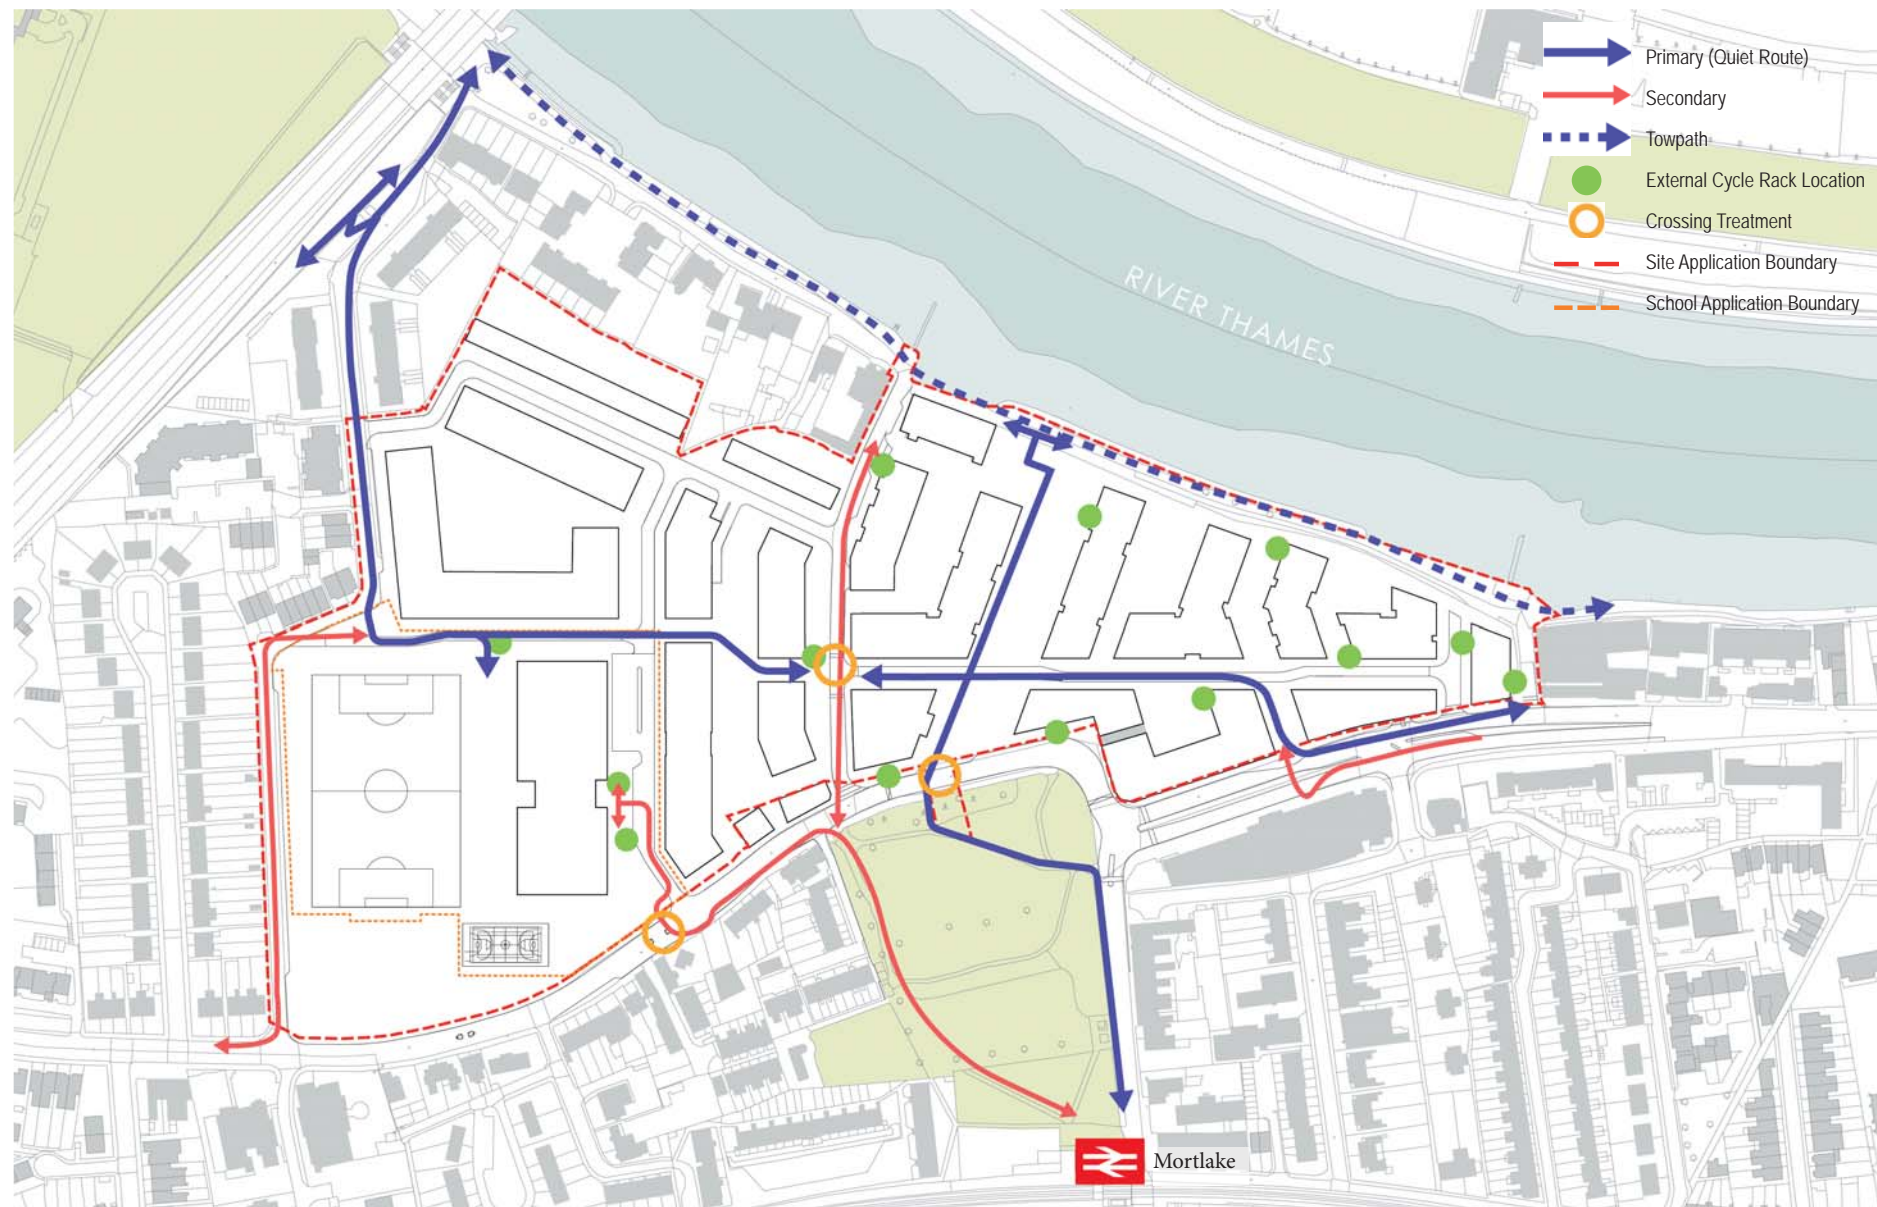 Primary (Quiet Route)
Secondary
Towpath
External Cycle Rack Location
Crossing Treatment
Site Application Boundary
School Application Boundary
RIVER THAMES
Mortlake